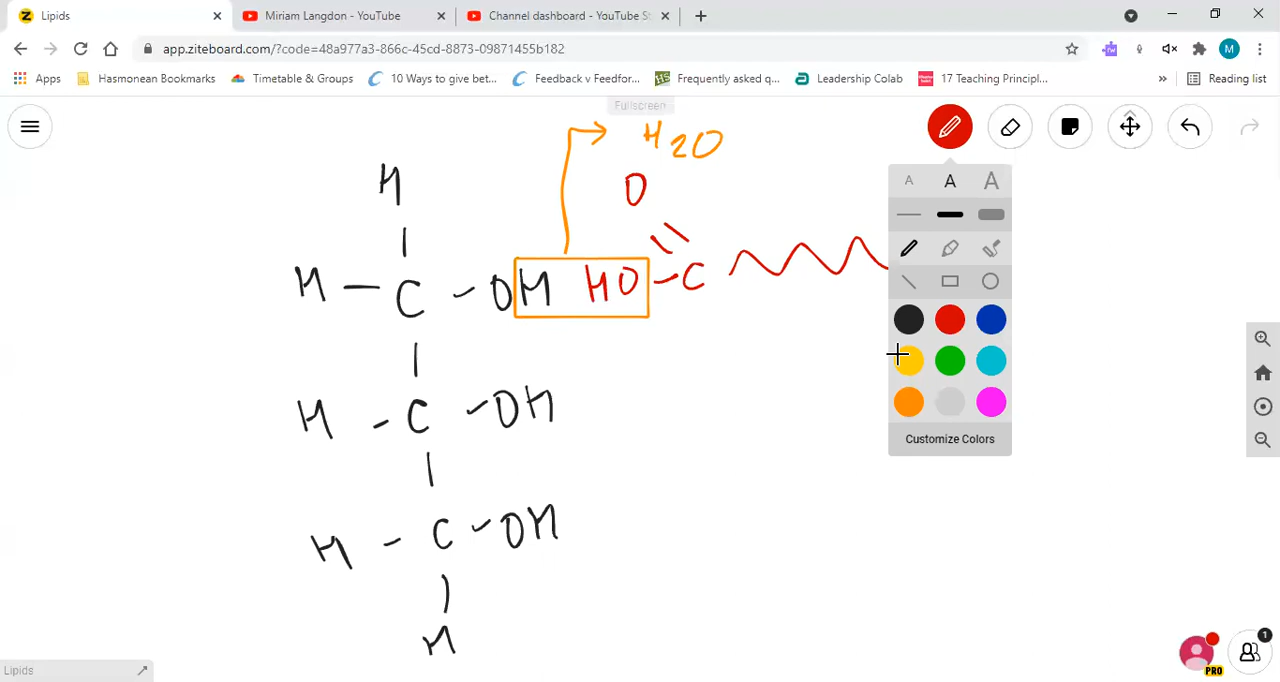 Lipids
Miriam Langdon - YouTube
Channel dashboard - YouTube St
app.ziteboard.com/?code=48a977a3-866c-45cd-8873-09871455b182
M
Apps
Hasmonean Bookmarks
Timetable & Groups
10 Ways to give bet...
Feedback v Feedfor...
Frequently asked q...
Leadership Colab
17 Teaching Principl...
»
Reading list
Fullscreen
H2O
H
O
A A A
H - C - OH HO - C
H - C - OH
Customize Colors
H - C - OH
H
1
PRO
Lipids